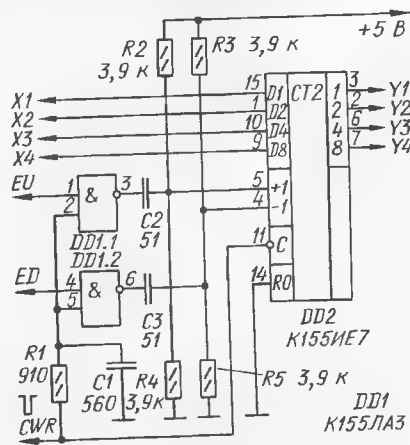 +5 В
R2
3,9 к
R3 3,9 к
X1
X2
X3
X4
15
1
10
9
D1
D2
D4
D8
CT2
1
2
4
8
3
2
6
7
Y1
Y2
Y3
Y4
EU
1
2
&
3
DD1.1
C2
51
5
4
+1
-1
11
C
14
R0
DD2
К155ИЕ7
DD1.2
ED
4
5
&
6
C3
51
R1
910
C1
560
R4
3,9к
R5 3,9 к
CWR
DD1
К155ЛА3